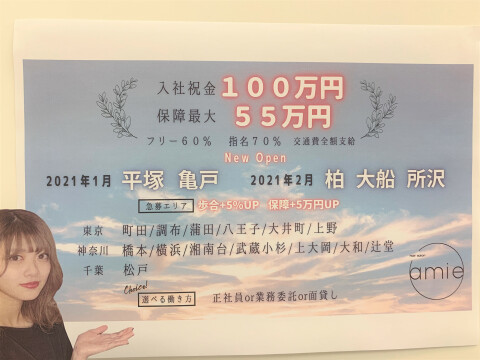 入社祝金 100万円
保障最大 55万円
フリー60% 指名70% 交通費全額支給
New Open
2021年1月 平塚 亀戸 2021年2月 柏 大船 所沢
急募エリア 歩合+5%UP 保障+5万円UP
東京 町田/調布/蒲田/八王子/大井町/上野
神奈川 橋本/横浜/湘南台/武蔵小杉/上大岡/大和/辻堂
千葉 松戸
Choice!
選べる働き方 正社員or業務委託or面貸し
hair salon
amie